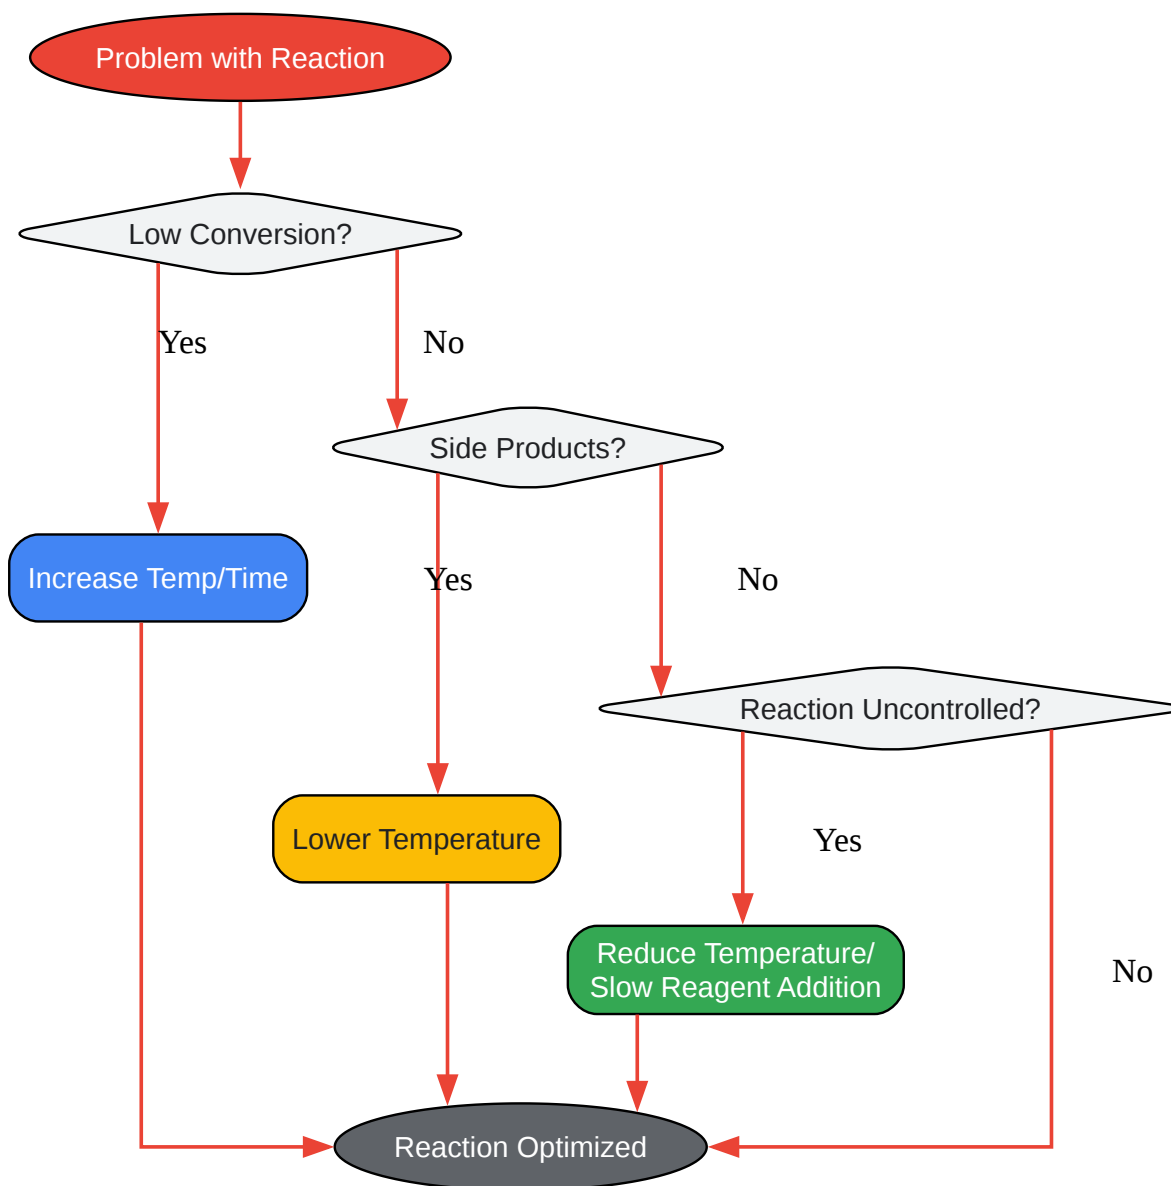 Problem with Reaction
Low Conversion?
Yes
No
Side Products?
Increase Temp/Time
Yes
No
Reaction Uncontrolled?
Lower Temperature
Yes
Reduce Temperature/
Slow Reagent Addition
No
Reaction Optimized